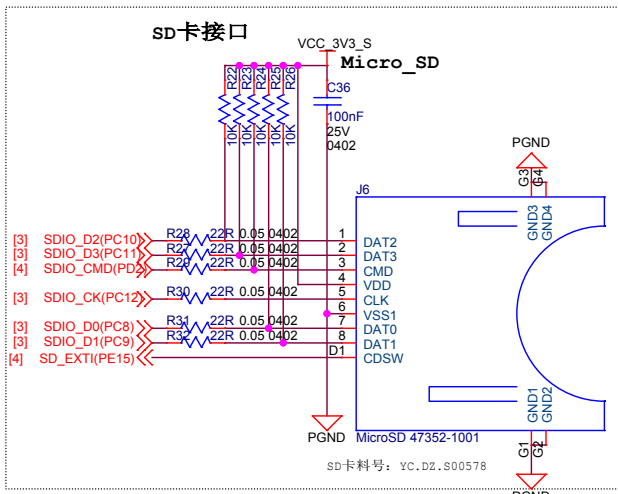 SD卡接口
VCC_3V3_S
Micro_SD
R22
R23
R24
R25
R26
10K
10K
10K
10K
10K
C36
100nF
25V
0402
PGND
G3
G4
J6
GND3
GND4
[3] SDIO_D2(PC10) R28 22R 0.05 0402 1 DAT2
[3] SDIO_D3(PC11) R27 22R 0.05 0402 2 DAT3
[4] SDIO_CMD(PD2) R29 22R 0.05 0402 3 CMD
4 VDD
[3] SDIO_CK(PC12) R30 22R 0.05 0402 5 CLK
6 VSS1
[3] SDIO_D0(PC8) R31 22R 0.05 0402 7 DAT0
[3] SDIO_D1(PC9) R32 22R 0.05 0402 8 DAT1
[4] SD_EXTI(PE15) D1 CDSW
GND1
GND2
PGND
MicroSD 47352-1001
G1
G2
SD卡料号: YC.DZ.S00578
PGND